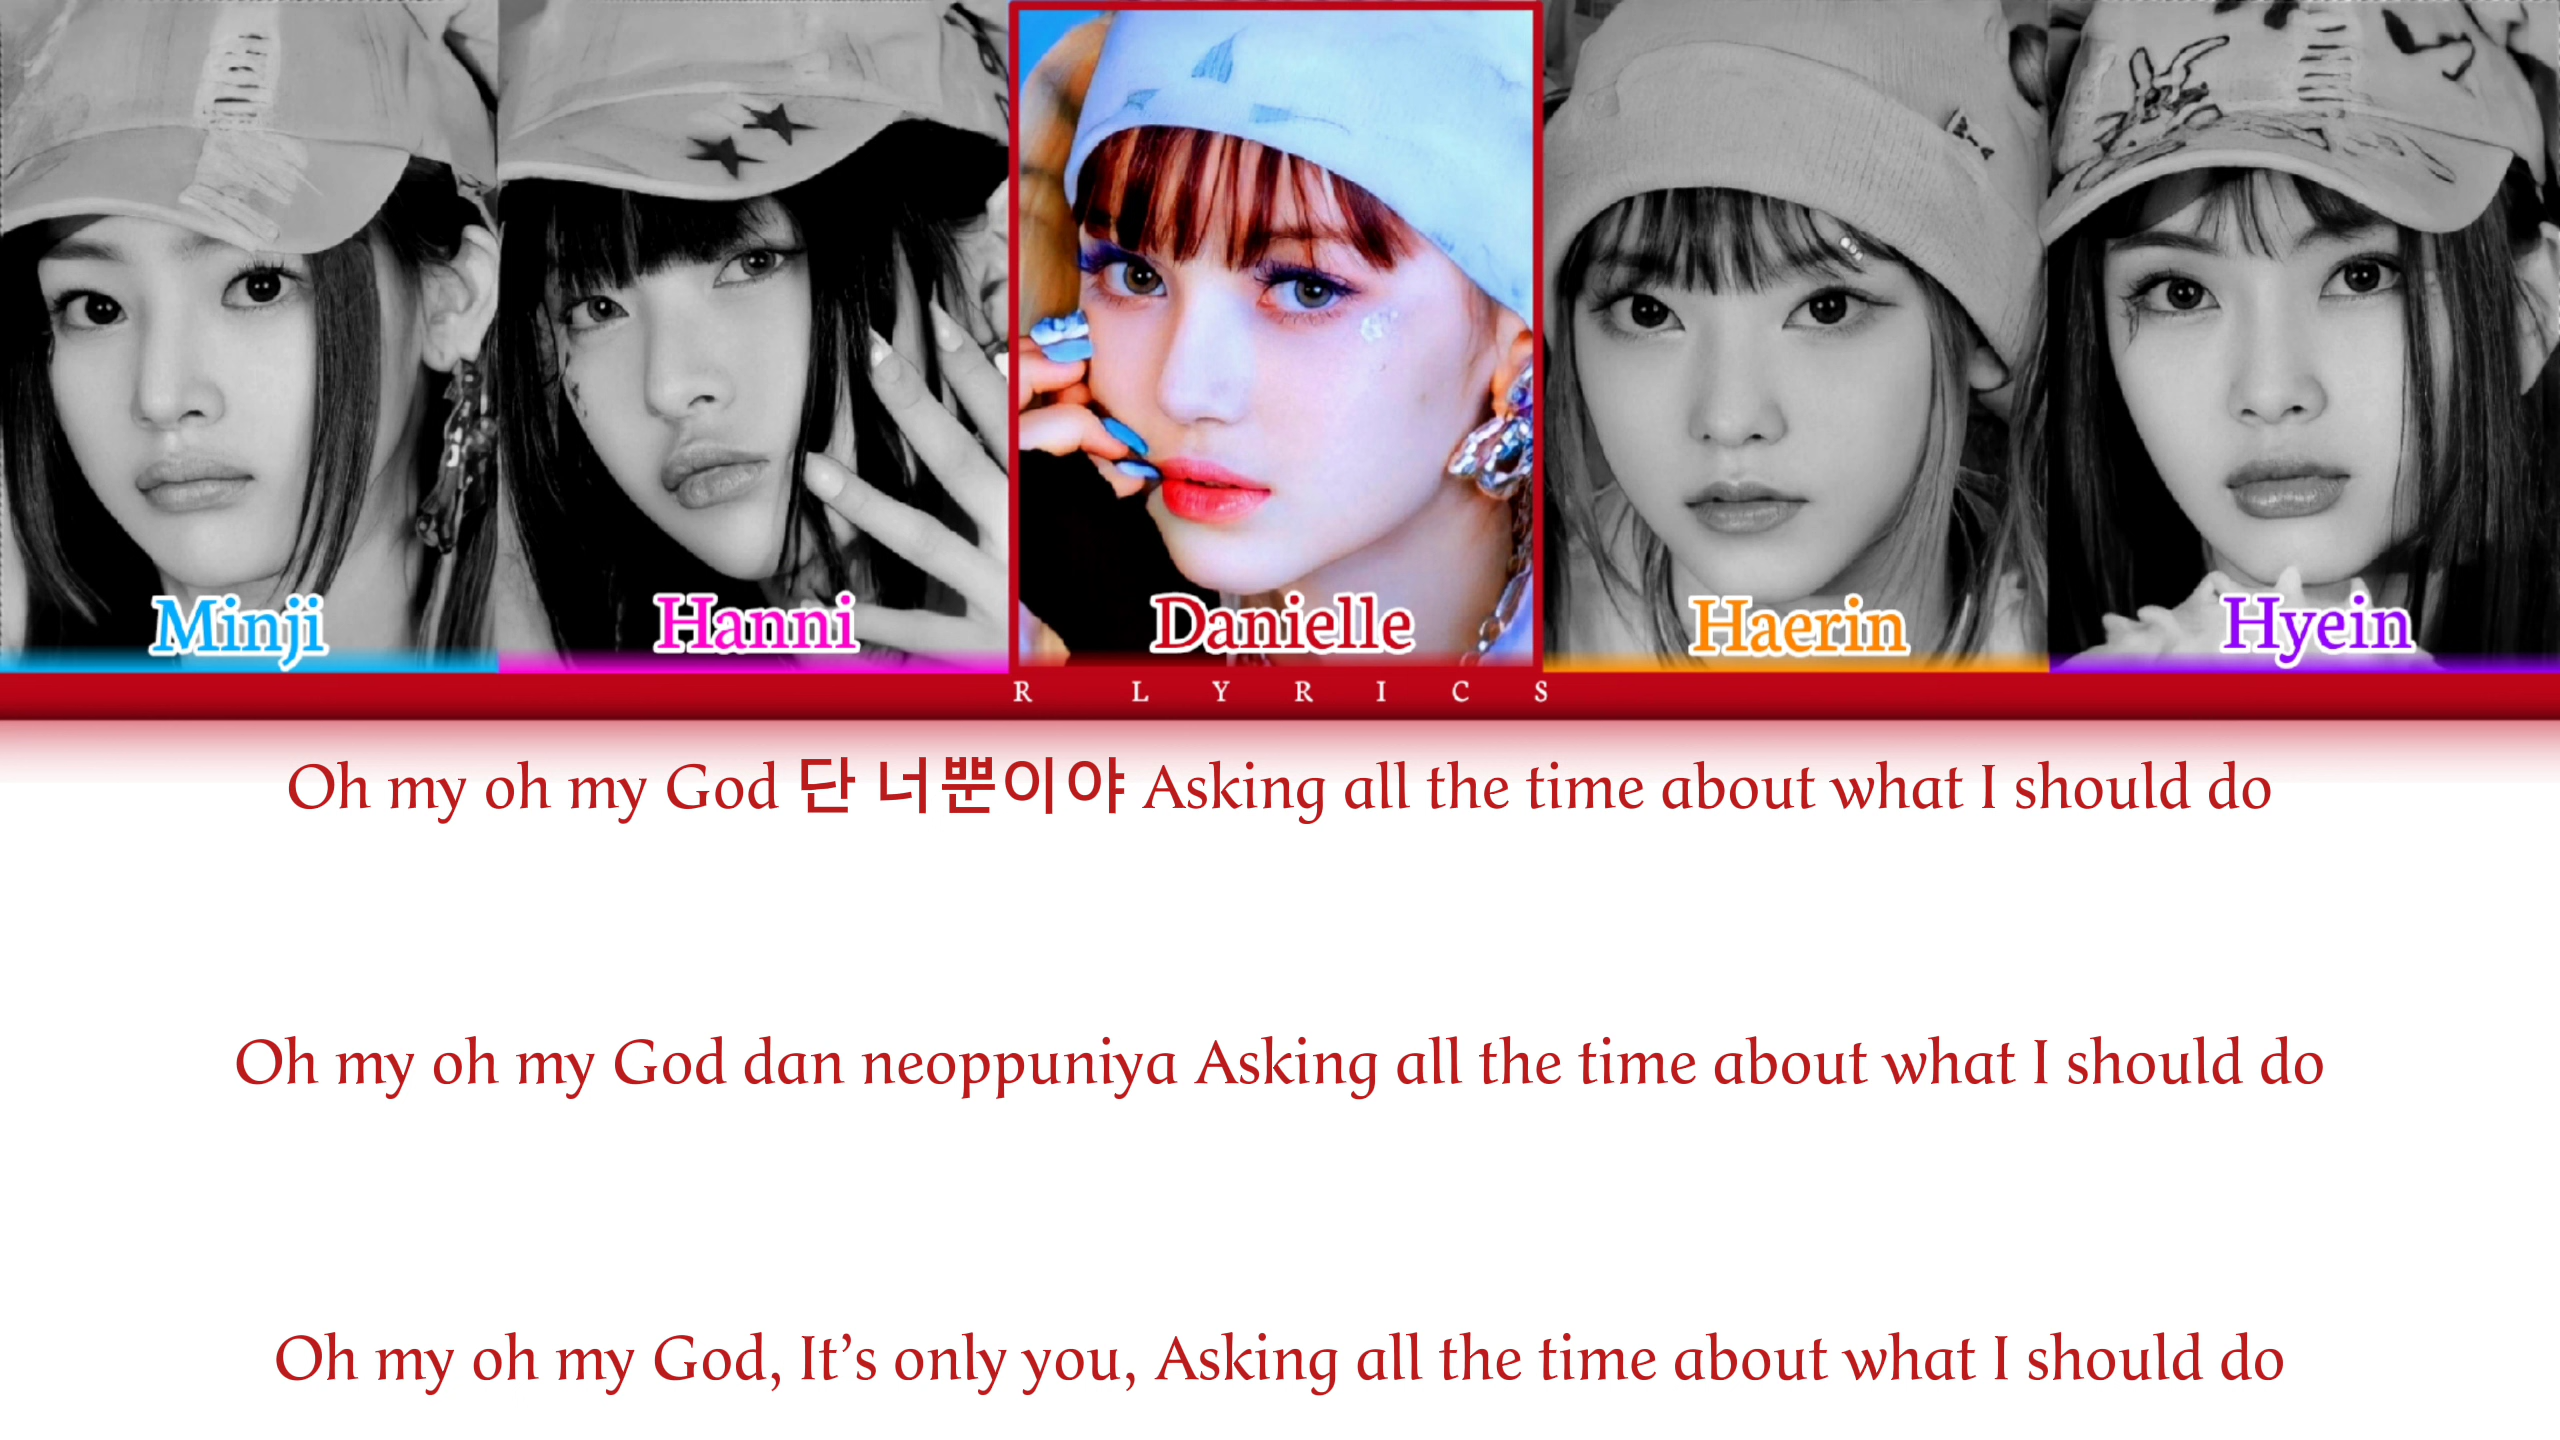 Minji
Hanni
Danielle
Haerin
Hyein
R LYRICS
Oh my oh my God 단 너뿐이야 Asking all the time about what I should do
Oh my oh my God dan neoppuniya Asking all the time about what I should do
Oh my oh my God, It’s only you, Asking all the time about what I should do